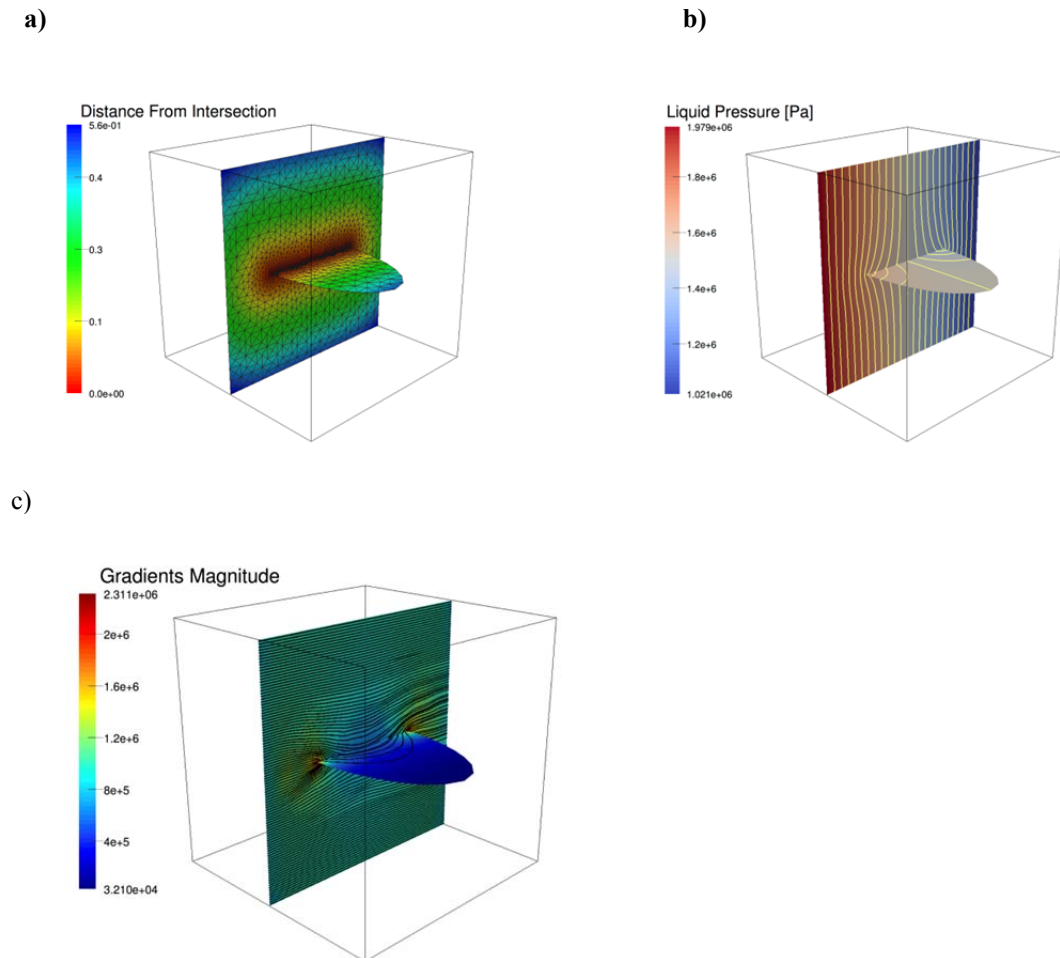 a)
b)
Distance From Intersection
5.6e-01
0.4
0.3
0.1
0.0e+00
Liquid Pressure [Pa]
1.979e+06
1.8e+6
1.6e+6
1.4e+6
1.2e+6
1.021e+06
c)
Gradients Magnitude
2.311e+06
2e+6
1.6e+6
1.2e+6
8e+5
4e+5
3.210e+04